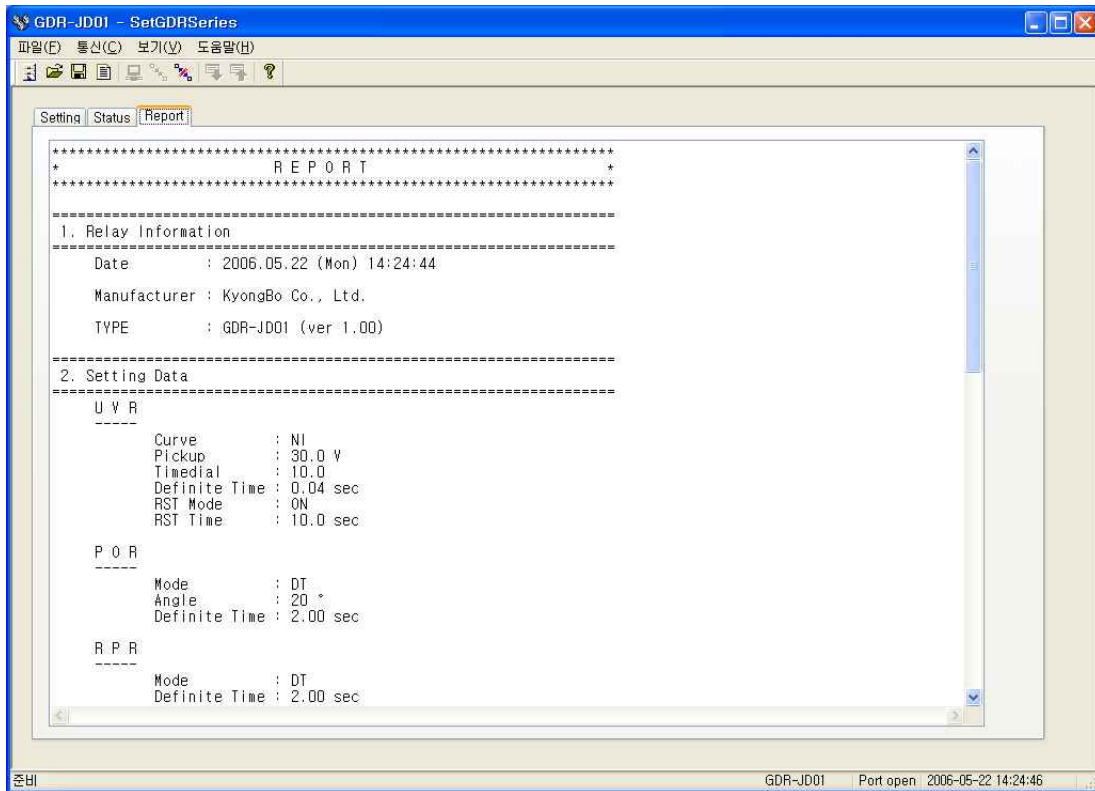 GDR-JD01 - SetGDRSeries
파일(F) 통신(C) 보기(V) 도움말(H)
Setting Status Report
******************************************************************
* R E P O R T *
******************************************************************
==================================================================
1. Relay Information
==================================================================
Date : 2006.05.22 (Mon) 14:24:44
Manufacturer : KyongBo Co., Ltd.
TYPE : GDR-JD01 (ver 1.00)
==================================================================
2. Setting Data
==================================================================
U V R
-----
Curve : NI
Pickup : 30.0 V
Timedial : 10.0
Definite Time : 0.04 sec
RST Mode : ON
RST Time : 10.0 sec
P O R
-----
Mode : DT
Angle : 20 °
Definite Time : 2.00 sec
R P R
-----
Mode : DT
Definite Time : 2.00 sec
준비 GDR-JD01 Port open 2006-05-22 14:24:46